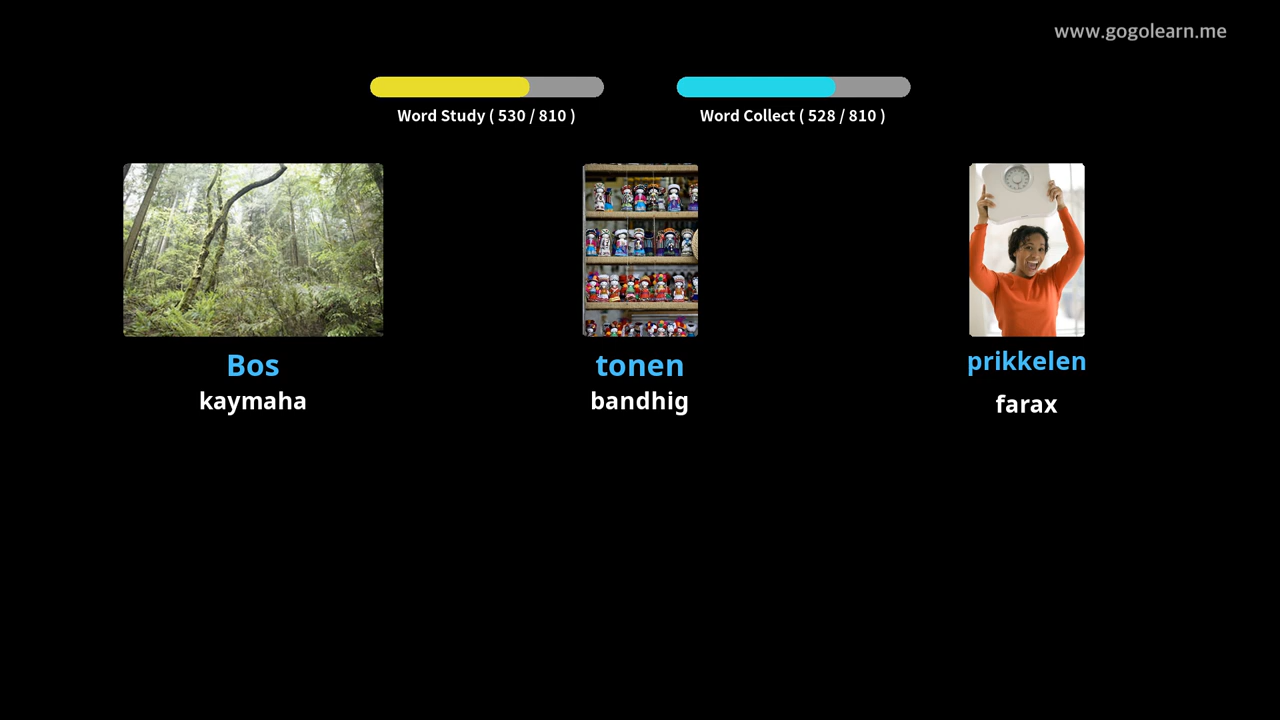 www.gogolearn.me
Word Study ( 530 / 810 )
Word Collect ( 528 / 810 )
Bos
kaymaha
tonen
bandhig
prikkelen
farax